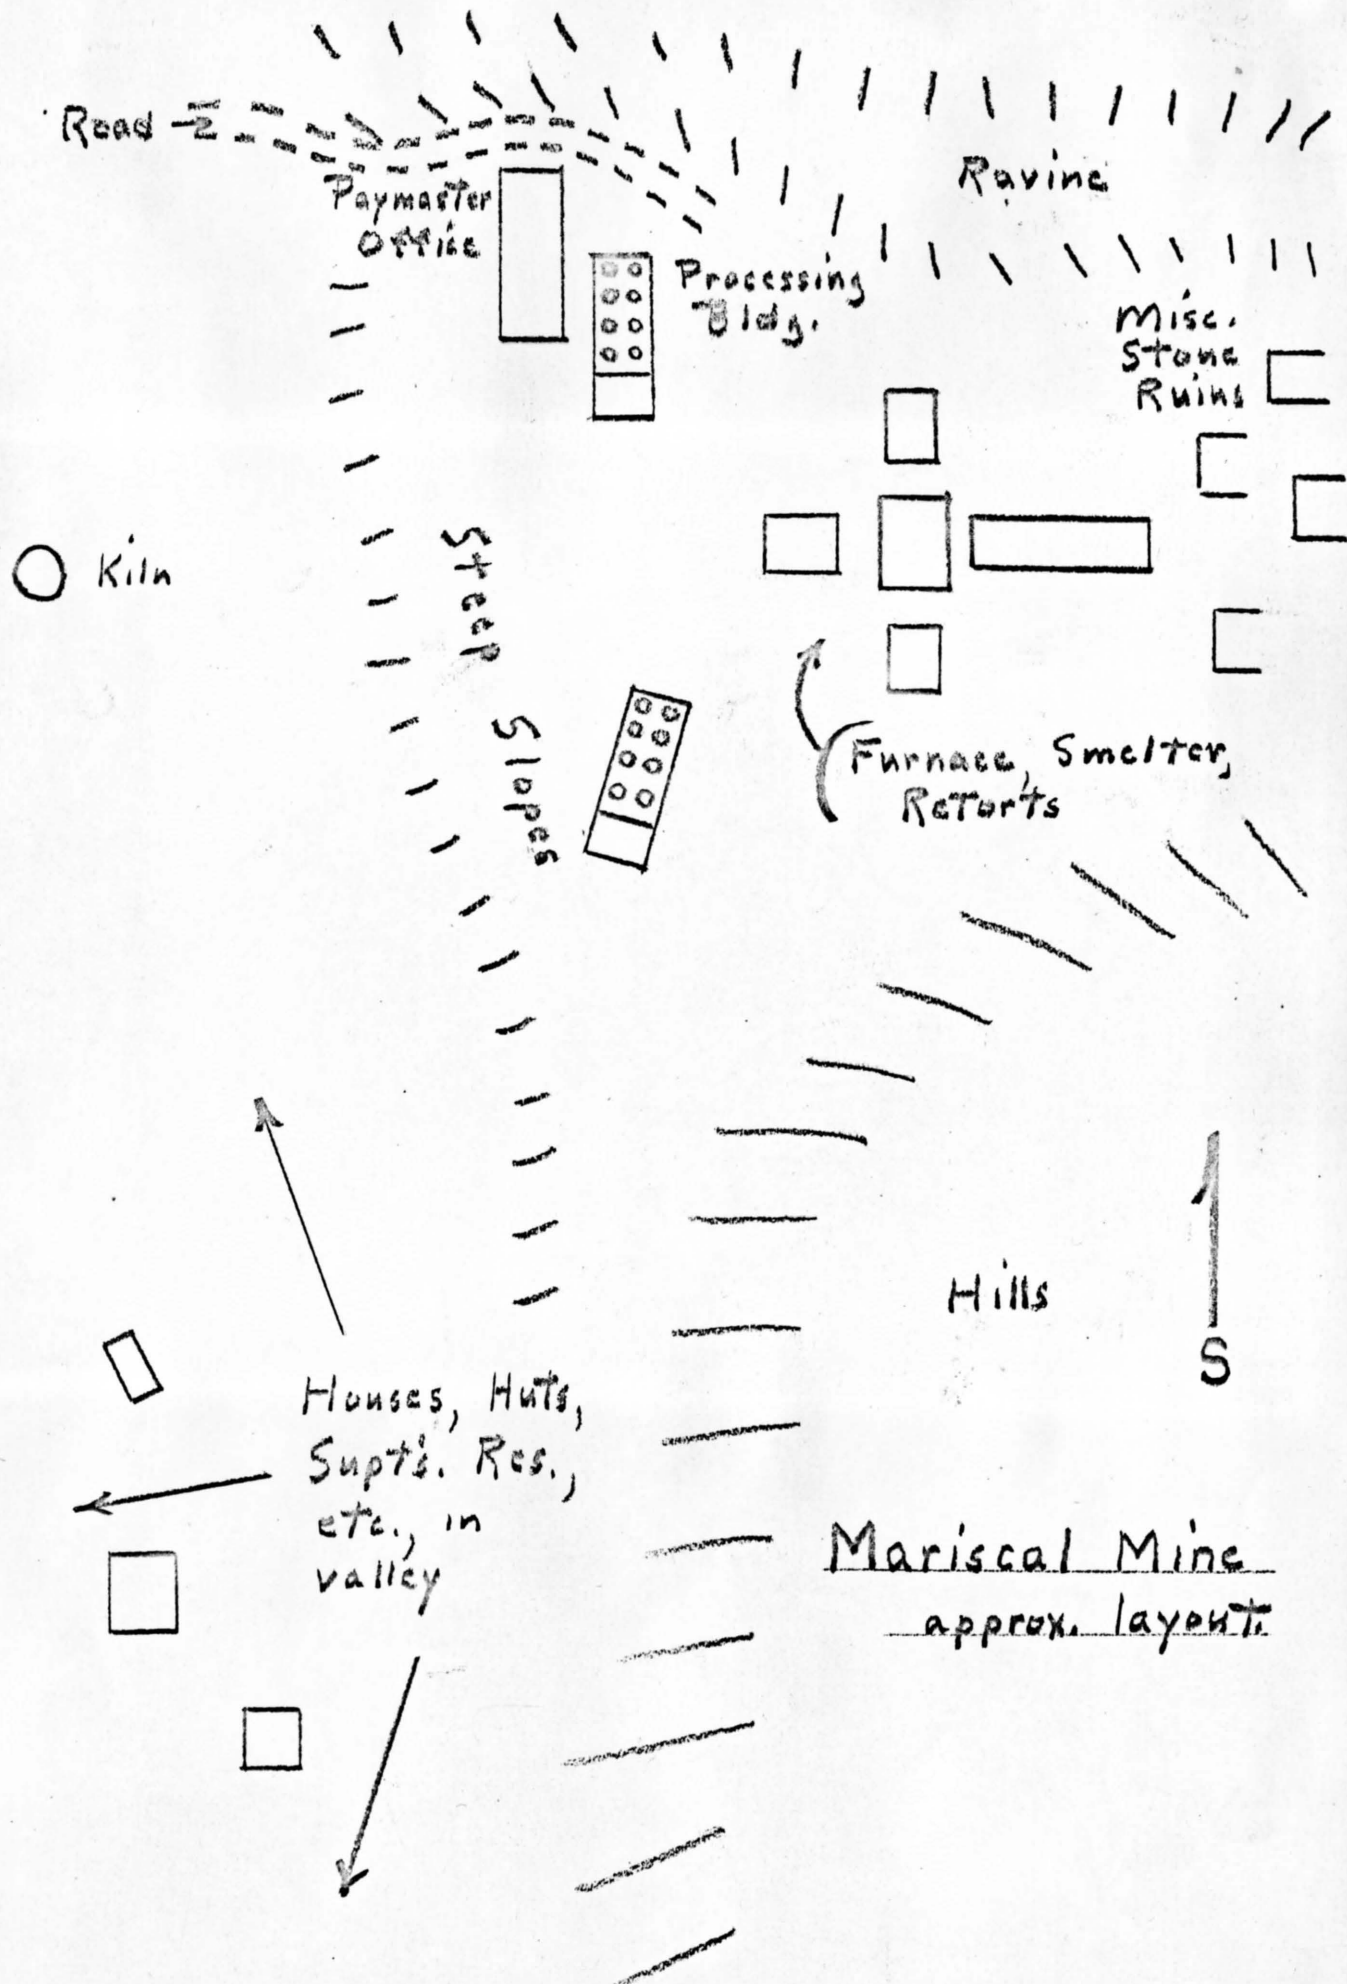 Road
Ravine
Paymaster
Office
Processing
Bldg.
Misc.
Stone
Ruins
Kiln
Steep Slopes
Furnace, Smelter,
Retorts
Hills
S
Houses, Huts,
Supt's. Res.,
etc., in
valley
Mariscal Mine
approx. layout.